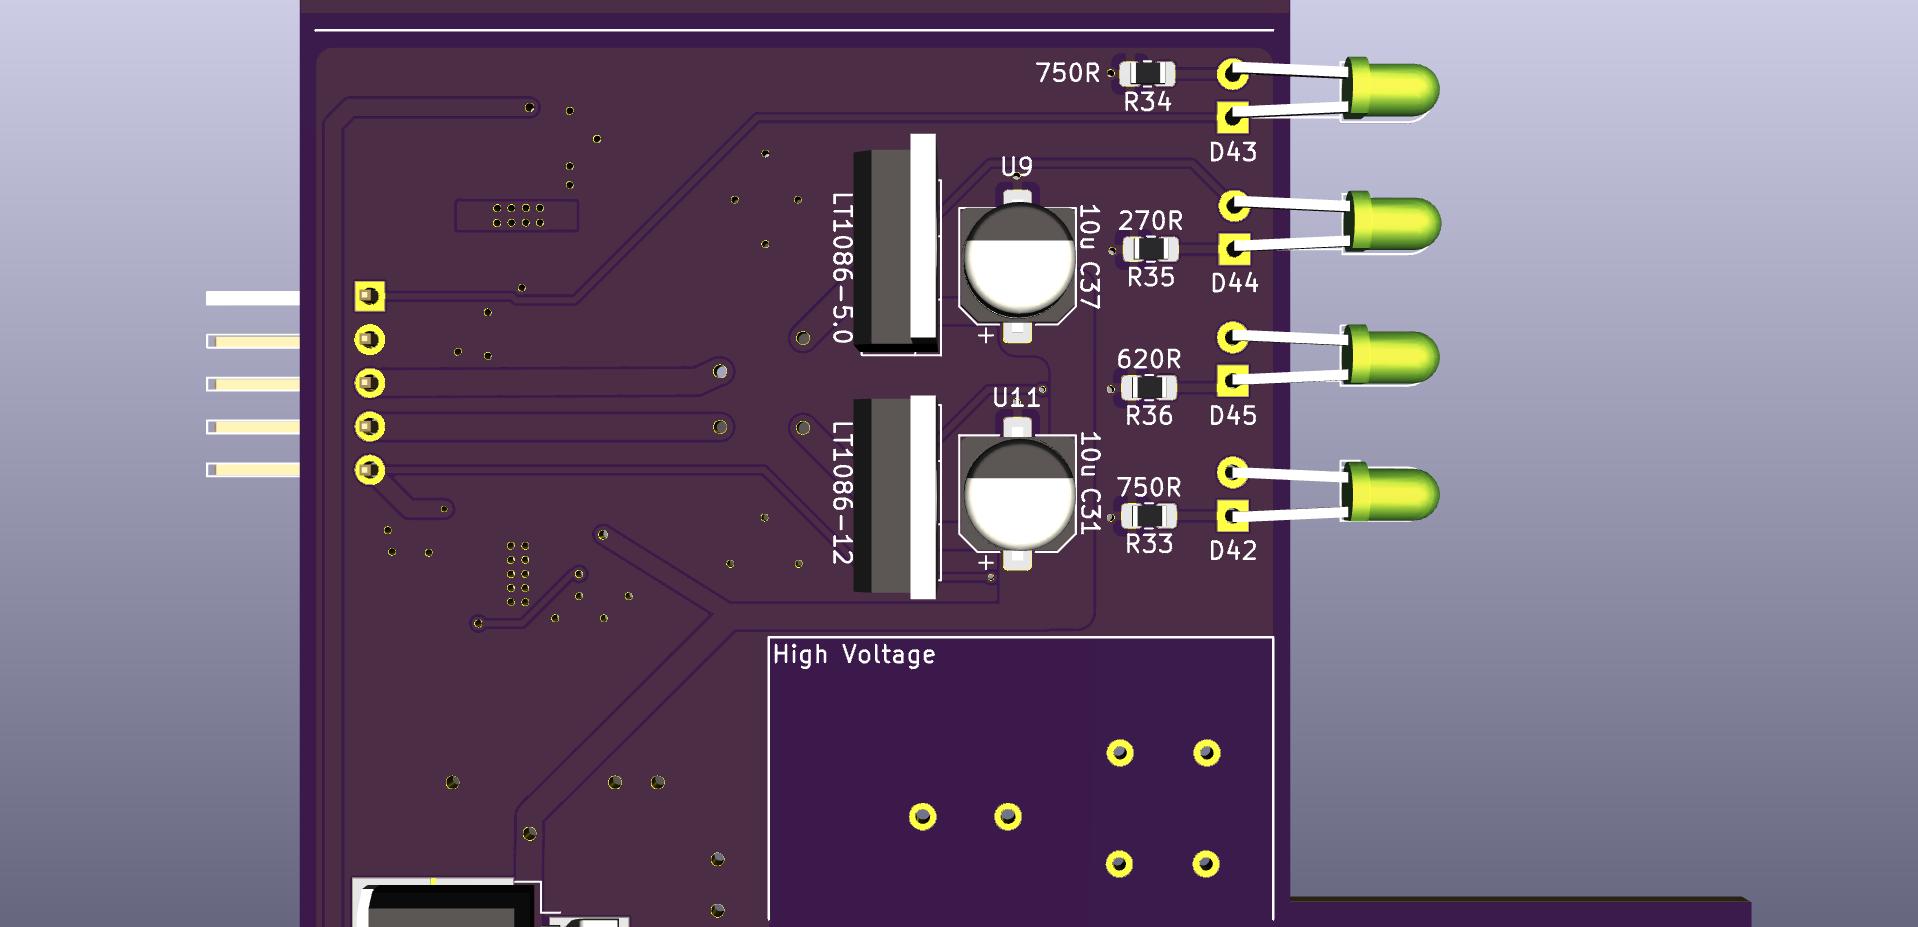 750R
R34
D43
U9
LT1086-5.0
10u C37
270R
R35
D44
+
620R
R36
D45
U11
LT1086-12
10u C31
750R
R33
D42
+
High Voltage